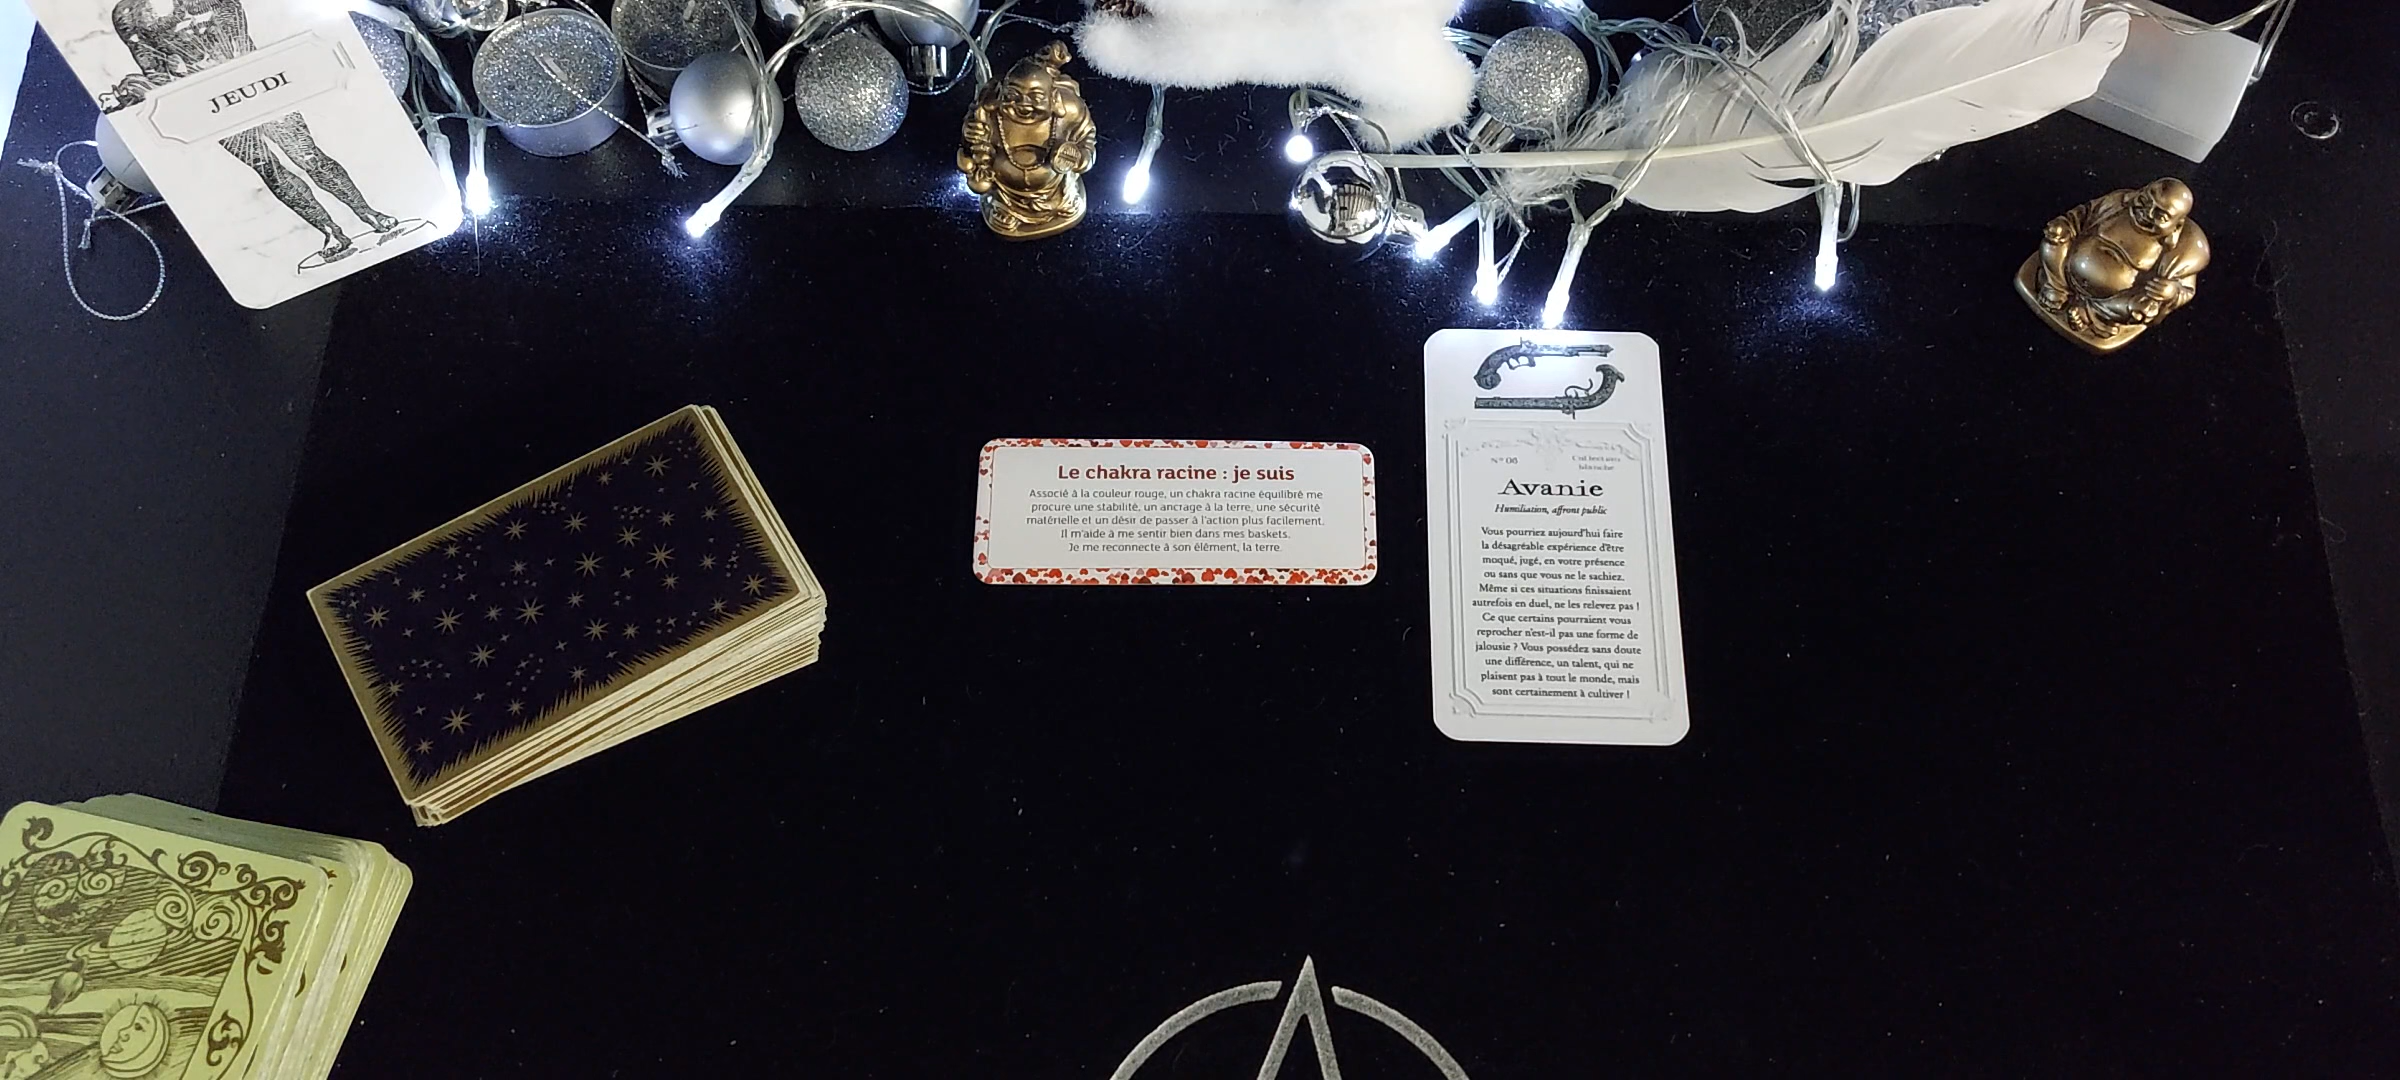 JEUDI
Le chakra racine : je suis
Associé à la couleur rouge, un chakra racine équilibré me
procure une stabilité, un ancrage à la terre, une sécurité
matérielle et un désir de passer à l'action plus facilement.
Il m'aide à me sentir bien dans mes baskets.
Je me reconnecte à son élément, la terre.
N° 06
Avanie
Humiliation, affront public
Vous pourriez aujourd'hui faire
la désagréable expérience d'être
moqué, jugé, en votre présence
ou sans que vous ne le sachiez.
Même si ces situations finissaient
autrefois en duel, ne les relevez pas !
Ce que certains pourraient vous
reprocher n'est-il pas une forme de
jalousie ? Vous possédez sans doute
une différence, un talent, qui ne
plaisent pas à tout le monde, mais
sont certainement à cultiver !